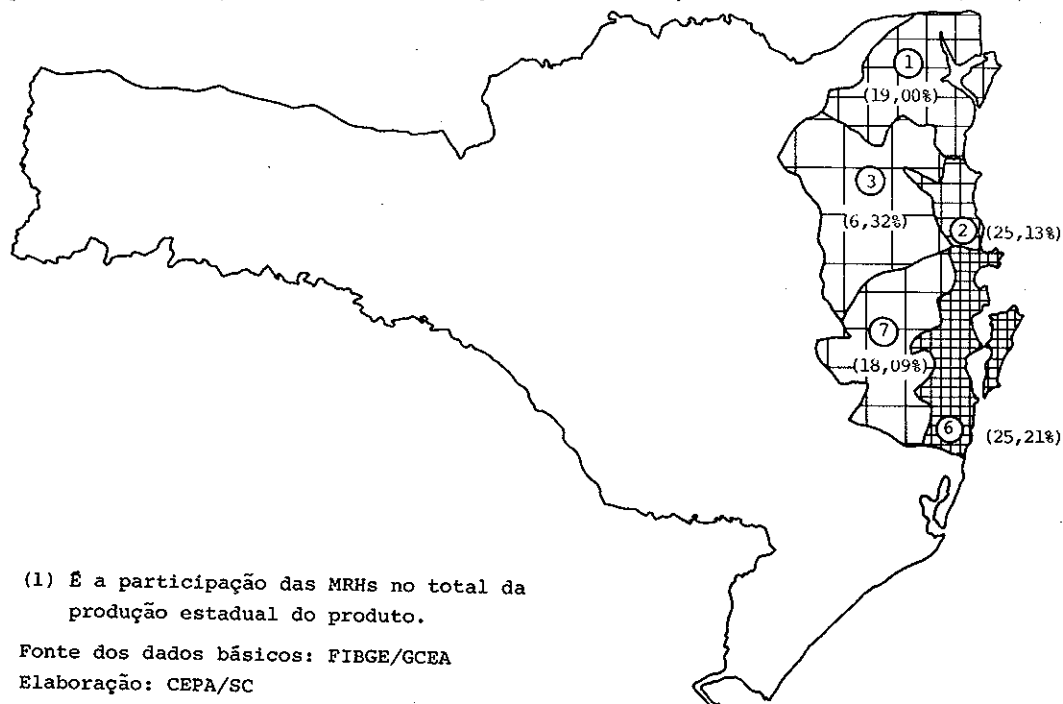 1
(19,00%)
3
(6,32%)
2 (25,13%)
7
(18,09%)
6 (25,21%)
(1) É a participação das MRHs no total da
produção estadual do produto.
Fonte dos dados básicos: FIBGE/GCEA
Elaboração: CEPA/SC